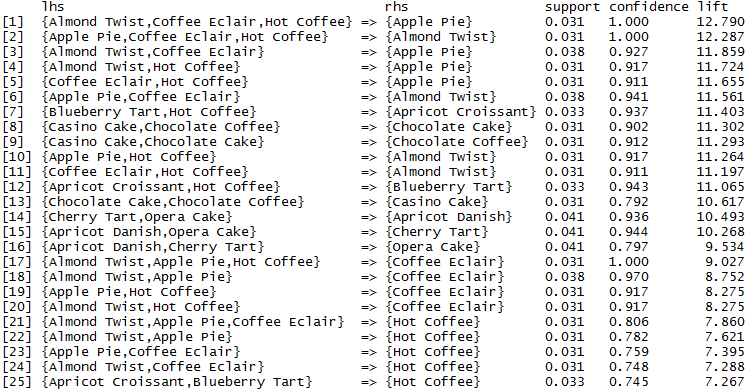 lhs rhs support confidence lift
[1] {Almond Twist,Coffee Eclair,Hot Coffee} => {Apple Pie} 0.031 1.000 12.790
[2] {Apple Pie,Coffee Eclair,Hot Coffee} => {Almond Twist} 0.031 1.000 12.287
[3] {Almond Twist,Coffee Eclair} => {Apple Pie} 0.038 0.927 11.859
[4] {Almond Twist,Hot Coffee} => {Apple Pie} 0.031 0.917 11.724
[5] {Coffee Eclair,Hot Coffee} => {Apple Pie} 0.031 0.911 11.655
[6] {Apple Pie,Coffee Eclair} => {Almond Twist} 0.038 0.941 11.561
[7] {Blueberry Tart,Hot Coffee} => {Apricot Croissant} 0.033 0.937 11.403
[8] {Casino Cake,Chocolate Coffee} => {Chocolate Cake} 0.031 0.902 11.302
[9] {Casino Cake,Chocolate Cake} => {Chocolate Coffee} 0.031 0.912 11.293
[10] {Apple Pie,Hot Coffee} => {Almond Twist} 0.031 0.917 11.264
[11] {Coffee Eclair,Hot Coffee} => {Almond Twist} 0.031 0.911 11.197
[12] {Apricot Croissant,Hot Coffee} => {Blueberry Tart} 0.033 0.943 11.065
[13] {Chocolate Cake,Chocolate Coffee} => {Casino Cake} 0.031 0.792 10.617
[14] {Cherry Tart,Opera Cake} => {Apricot Danish} 0.041 0.936 10.493
[15] {Apricot Danish,Opera Cake} => {Cherry Tart} 0.041 0.944 10.268
[16] {Apricot Danish,Cherry Tart} => {Opera Cake} 0.041 0.797 9.534
[17] {Almond Twist,Apple Pie,Hot Coffee} => {Coffee Eclair} 0.031 1.000 9.027
[18] {Almond Twist,Apple Pie} => {Coffee Eclair} 0.038 0.970 8.752
[19] {Apple Pie,Hot Coffee} => {Coffee Eclair} 0.031 0.917 8.275
[20] {Almond Twist,Hot Coffee} => {Coffee Eclair} 0.031 0.917 8.275
[21] {Almond Twist,Apple Pie,Coffee Eclair} => {Hot Coffee} 0.031 0.806 7.860
[22] {Almond Twist,Apple Pie} => {Hot Coffee} 0.031 0.782 7.621
[23] {Apple Pie,Coffee Eclair} => {Hot Coffee} 0.031 0.759 7.395
[24] {Almond Twist,Coffee Eclair} => {Hot Coffee} 0.031 0.748 7.288
[25] {Apricot Croissant,Blueberry Tart} => {Hot Coffee} 0.033 0.745 7.267